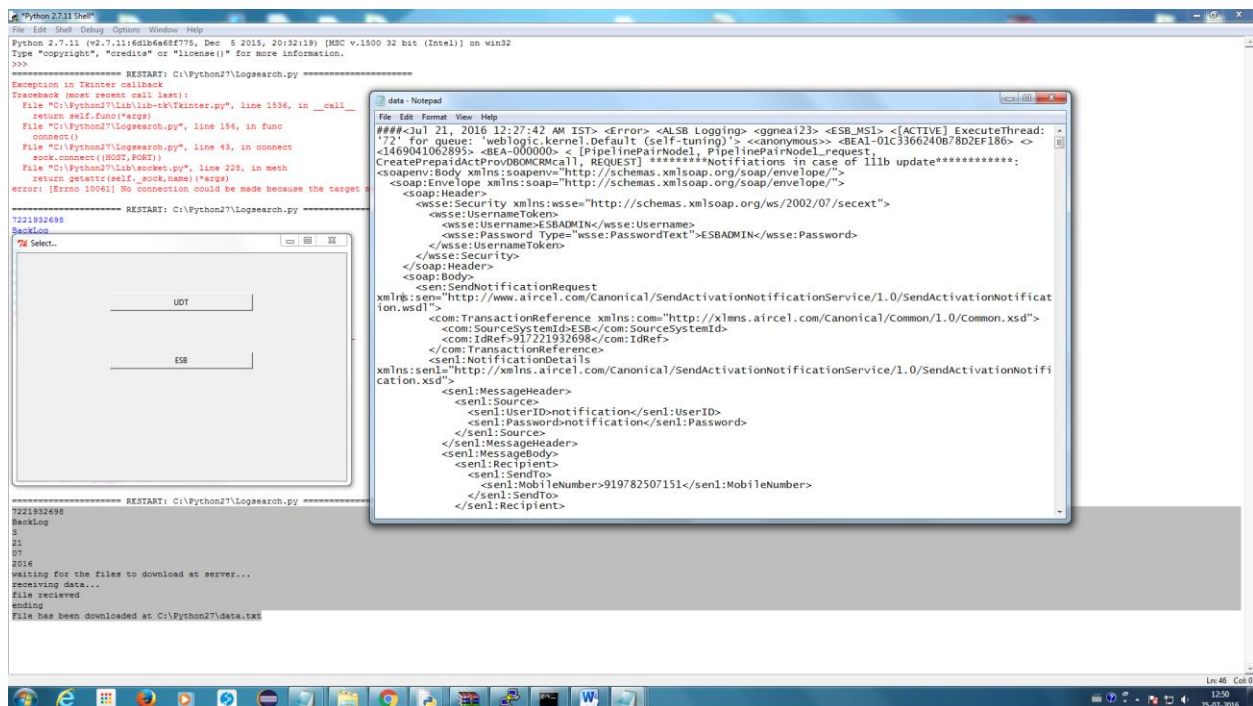 *Python 2.7.11 Shell*
File Edit Shell Debug Options Window Help
Python 2.7.11 (v2.7.11:6d1b6a68f775, Dec 5 2015, 20:32:19) [MSC v.1500 32 bit (Intel)] on win32
Type "copyright", "credits" or "license()" for more information.
>>>
RESTART: C:\Python27\Logsearch.py
Exception in Tkinter callback
Traceback (most recent call last):
File "C:\Python27\Lib\lib-tk\Tkinter.py", line 1536, in __call__
return self.func(*args)
File "C:\Python27\Logsearch.py", line 154, in func
connect()
File "C:\Python27\Logsearch.py", line 43, in connect
sock.connect((HOST,PORT))
File "C:\Python27\Lib\socket.py", line 228, in meth
return getattr(self._sock,name)(*args)
error: [Errno 10061] No connection could be made because the target
RESTART: C:\Python27\Logsearch.py
7221932698
BackLog
Select...
UDT
ESB
RESTART: C:\Python27\Logsearch.py
7221932698
BackLog
3
21
07
2016
waiting for the files to download at server...
receiving data...
file recieved
ending
File has been downloaded at C:\Python27\data.txt
data - Notepad
File Edit Format View Help
####<Jul 21, 2016 12:27:42 AM IST> <Error> <ALSB Logging> <ggneai23> <ESB_MS1> <[ACTIVE] ExecuteThread:
'72' for queue: 'weblogic.kernel.Default (self-tuning)'> <<anonymous>> <BEA1-01C3366240B78D2EF186> <>
<1469041062895> <BEA-000000> < [PipelinePairNode1, PipelinePairNode1_request,
CreatePrepaidActProvDBOMCRMcall, REQUEST] *********Notifiations in case of 111b update************:
<soapenv:Body xmlns:soapenv="http://schemas.xmlsoap.org/soap/envelope/">
<soap:Envelope xmlns:soap="http://schemas.xmlsoap.org/soap/envelope/">
<soap:Header>
<wsse:Security xmlns:wsse="http://schemas.xmlsoap.org/ws/2002/07/secext">
<wsse:UsernameToken>
<wsse:Username>ESBADMIN</wsse:Username>
<wsse:Password Type="wsse:PasswordText">ESBADMIN</wsse:Password>
</wsse:UsernameToken>
</wsse:Security>
</soap:Header>
<soap:Body>
<sen:SendNotificationRequest
xmlns:sen="http://www.aircel.com/Canonical/SendActivationNotificationService/1.0/SendActivationNotificat
ion.wsdl">
<com:TransactionReference xmlns:com="http://xlmns.aircel.com/Canonical/Common/1.0/Common.xsd">
<com:SourceSystemId>ESB</com:SourceSystemId>
<com:IdRef>917221932698</com:IdRef>
</com:TransactionReference>
<sen1:NotificationDetails
xmlns:sen1="http://xmlns.aircel.com/Canonical/SendActivationNotificationService/1.0/SendActivationNotifi
cation.xsd">
<sen1:MessageHeader>
<sen1:Source>
<sen1:UserID>notification</sen1:UserID>
<sen1:Password>notification</sen1:Password>
</sen1:Source>
</sen1:MessageHeader>
<sen1:MessageBody>
<sen1:Recipient>
<sen1:SendTo>
<sen1:MobileNumber>919782507151</sen1:MobileNumber>
</sen1:SendTo>
</sen1:Recipient>
Ln: 46 Col: 0
12:50
25-07-2016